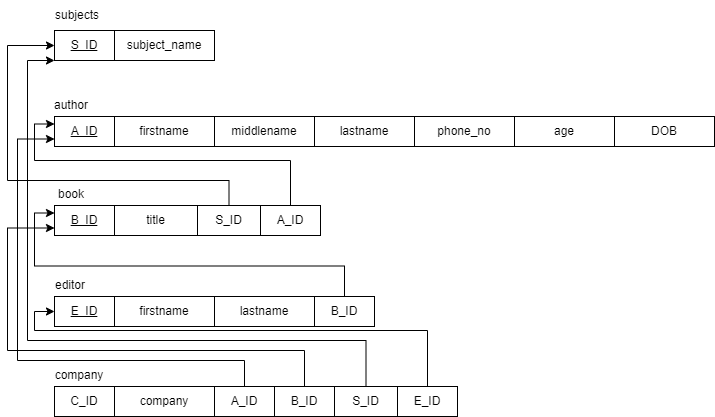 subjects
S_ID subject_name
author
A_ID firstname middlename lastname phone_no age DOB
book
B_ID title S_ID A_ID
editor
E_ID firstname lastname B_ID
company
C_ID company A_ID B_ID S_ID E_ID